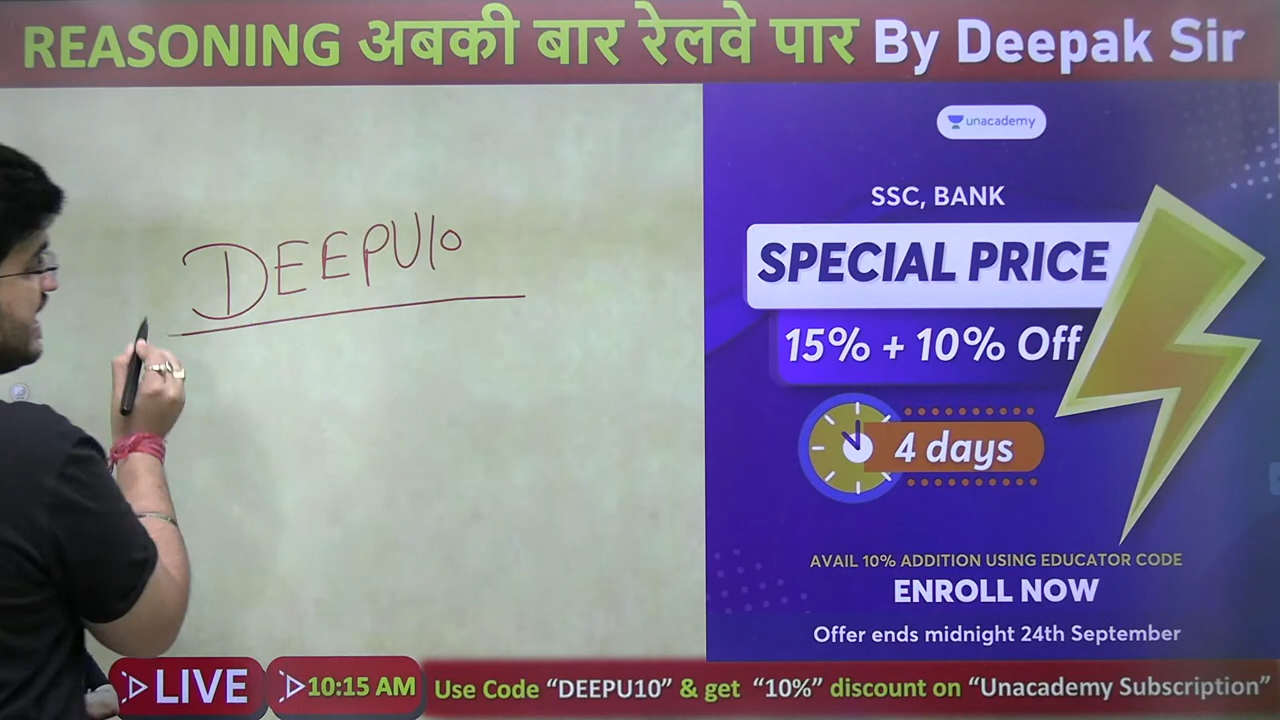 REASONING अबकी बार रेलवे पार By Deepak Sir
DEEPU10
unacademy
SSC, BANK
SPECIAL PRICE
15% + 10% Off
4 days
AVAIL 10% ADDITION USING EDUCATOR CODE
ENROLL NOW
Offer ends midnight 24th September
LIVE
10:15 AM
Use Code “DEEPU10” & get “10%” discount on “Unacademy Subscription”